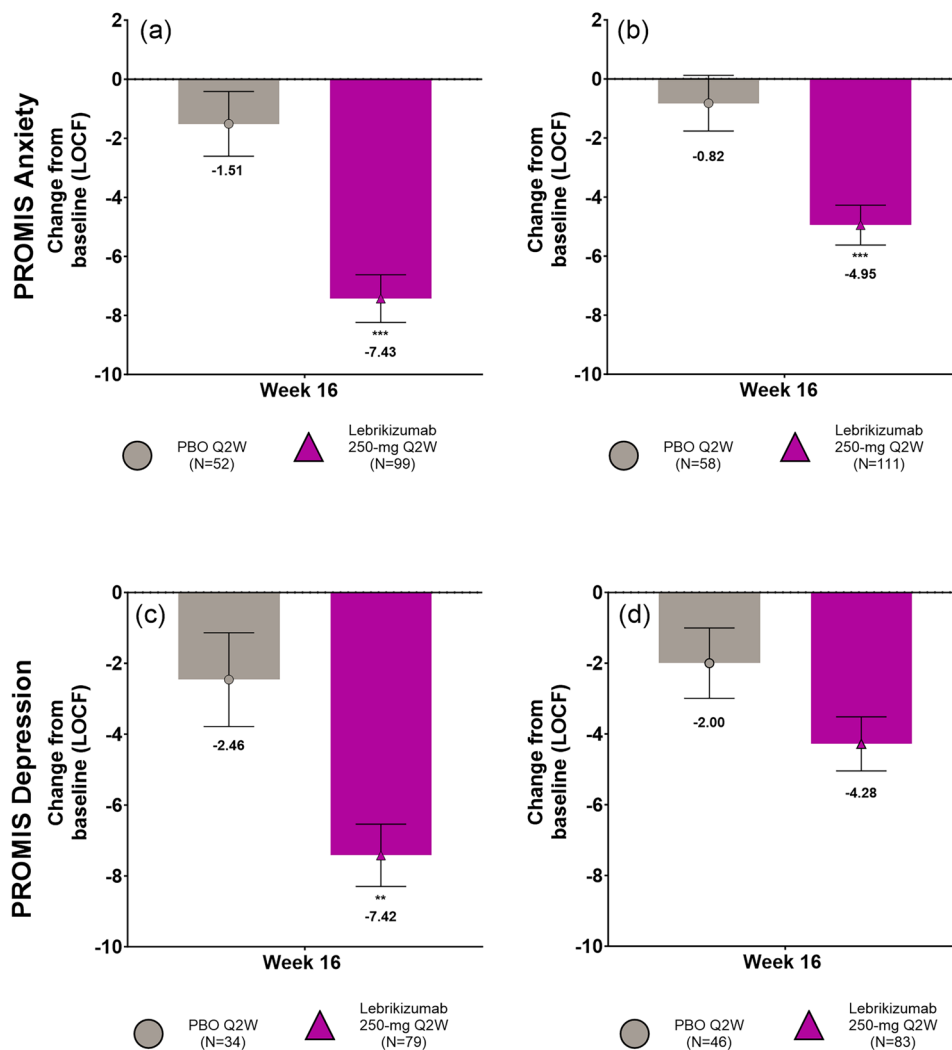 (a)
PROMIS Anxiety
Change from
baseline (LOCF)
2
0
-2
-4
-6
-8
-10
-1.51
***
-7.43
Week 16
PBO Q2W
(N=52)
Lebrikizumab
250-mg Q2W
(N=99)
(b)
Change from
baseline (LOCF)
2
0
-2
-4
-6
-8
-10
-0.82
***
-4.95
Week 16
PBO Q2W
(N=58)
Lebrikizumab
250-mg Q2W
(N=111)
(c)
PROMIS Depression
Change from
baseline (LOCF)
0
-2
-4
-6
-8
-10
-2.46
**
-7.42
Week 16
PBO Q2W
(N=34)
Lebrikizumab
250-mg Q2W
(N=79)
(d)
Change from
baseline (LOCF)
0
-2
-4
-6
-8
-10
-2.00
-4.28
Week 16
PBO Q2W
(N=46)
Lebrikizumab
250-mg Q2W
(N=83)